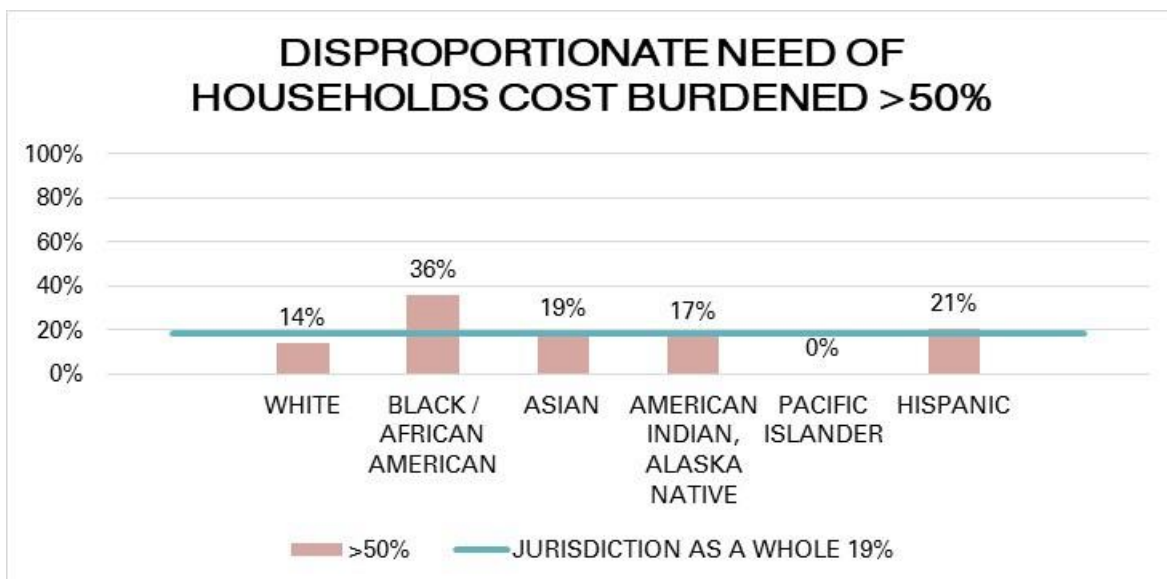 DISPROPORTIONATE NEED OF
HOUSEHOLDS COST BURDENED >50%
100%
80%
60%
40%
20%
0%
14%
36%
19%
17%
0%
21%
WHITE
BLACK /
AFRICAN
AMERICAN
ASIAN
AMERICAN
INDIAN,
ALASKA
NATIVE
PACIFIC
ISLANDER
HISPANIC
>50%
JURISDICTION AS A WHOLE 19%